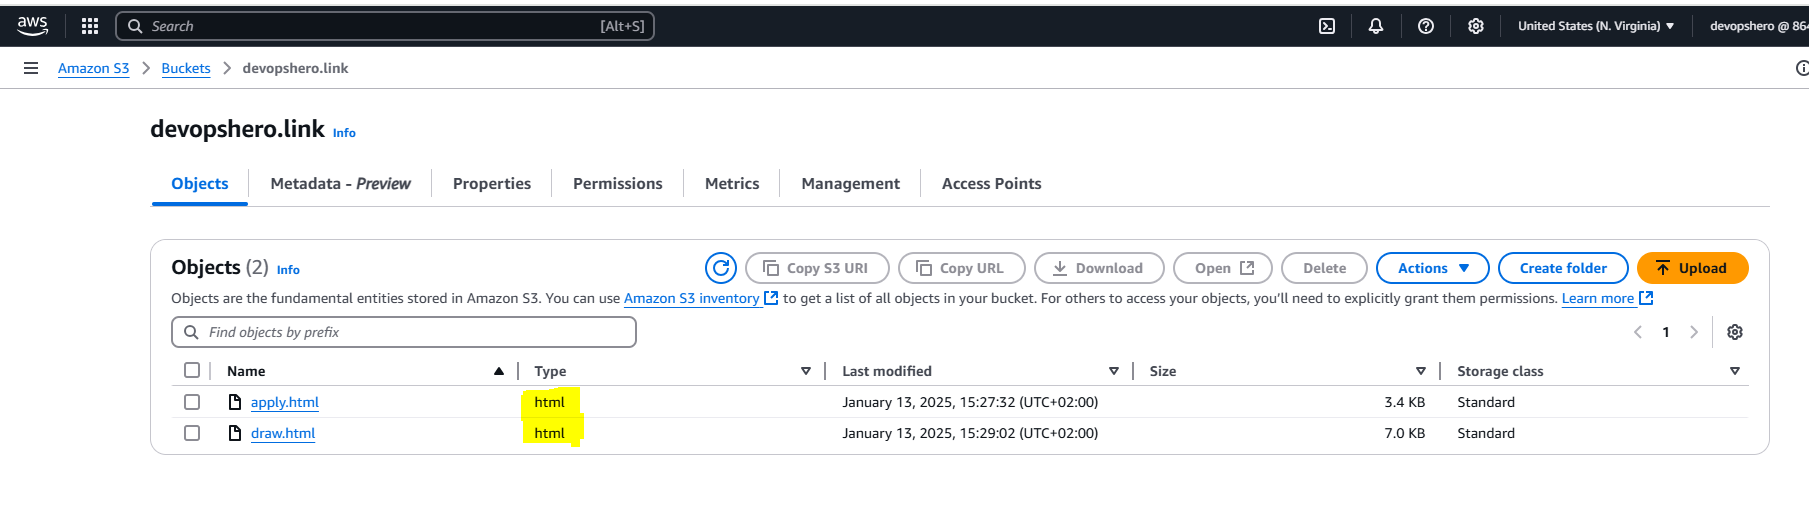 aws Search [Alt+S] United States (N. Virginia) devopshero @ 864
Amazon S3 Buckets devopshero.link
devopshero.link Info
Objects Metadata - Preview Properties Permissions Metrics Management Access Points
Objects (2) Info Copy S3 URI Copy URL Download Open Delete Actions Create folder Upload
Objects are the fundamental entities stored in Amazon S3. You can use Amazon S3 inventory to get a list of all objects in your bucket. For others to access your objects, you'll need to explicitly grant them permissions. Learn more
Find objects by prefix 1
Name Type Last modified Size Storage class
apply.html html January 13, 2025, 15:27:32 (UTC+02:00) 3.4 KB Standard
draw.html html January 13, 2025, 15:29:02 (UTC+02:00) 7.0 KB Standard